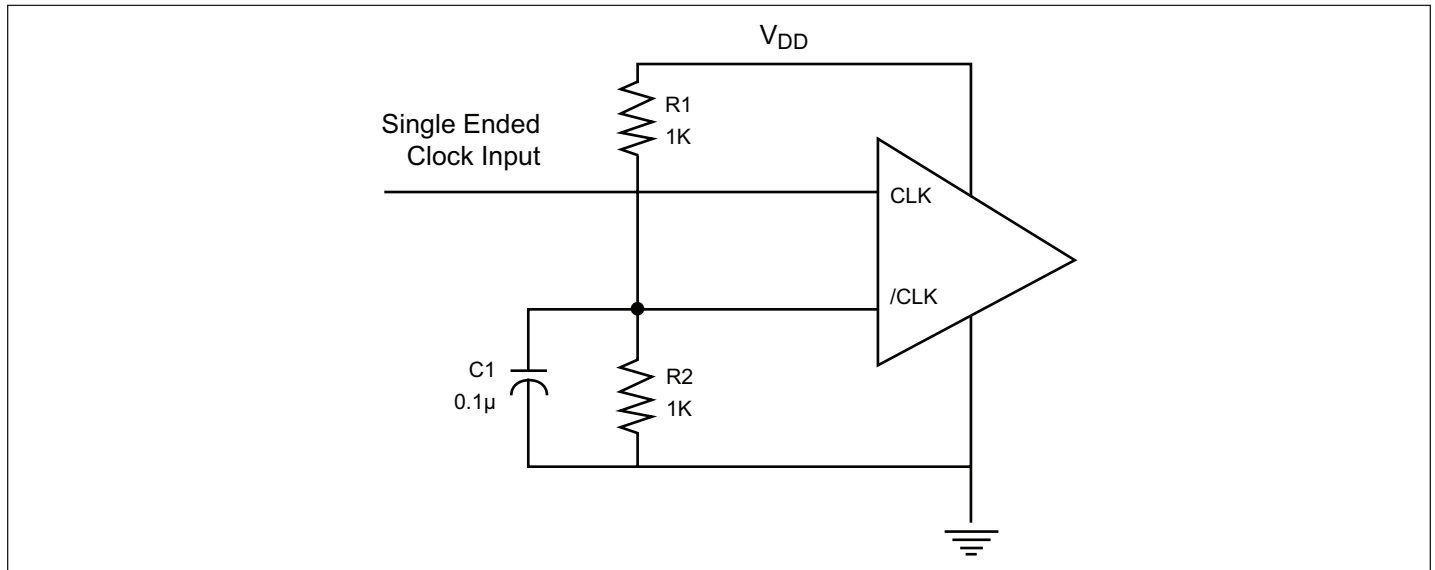 VDD
R1
1K
Single Ended
Clock Input
CLK
/CLK
C1
0.1µ
R2
1K